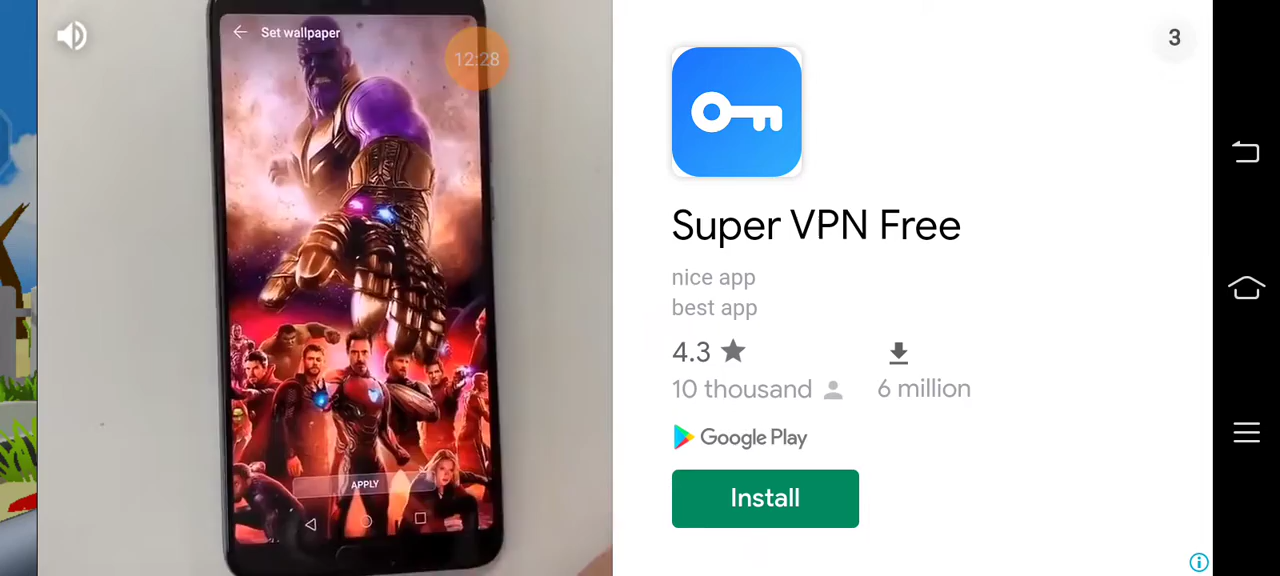 Set wallpaper
12:28
APPLY
3
Super VPN Free
nice app
best app
4.3
10 thousand
6 million
Google Play
Install